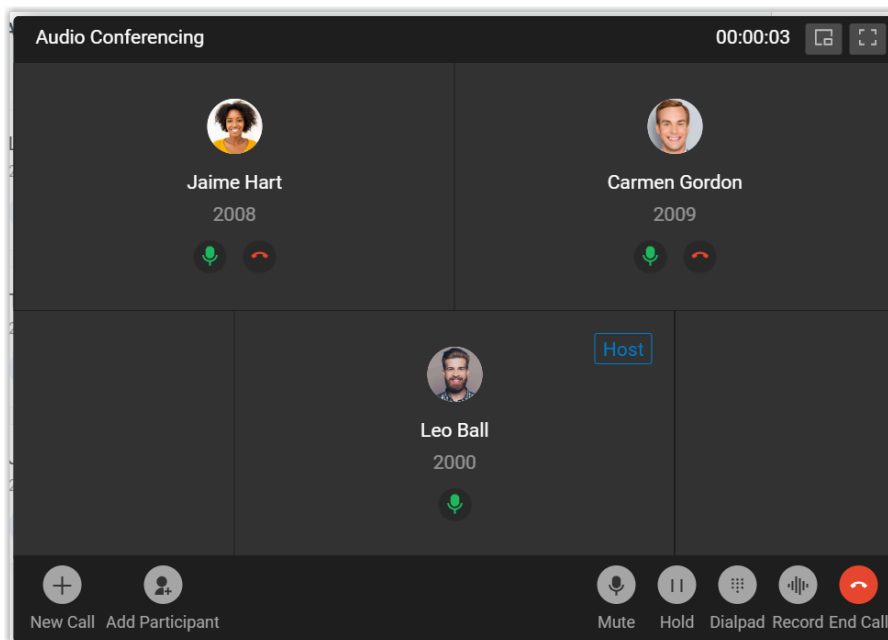 Audio Conferencing 00:00:03
Jaime Hart
2008
Carmen Gordon
2009
Host
Leo Ball
2000
New Call Add Participant Mute Hold Dialpad Record End Call